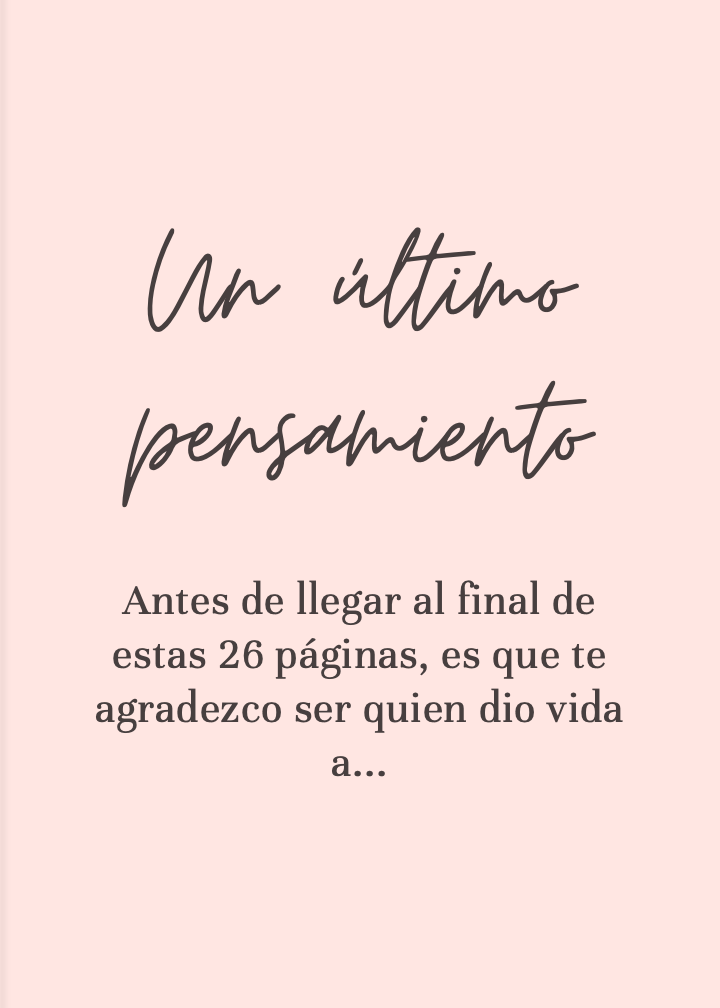 Un último
pensamiento
Antes de llegar al final de
estas 26 páginas, es que te
agradezco ser quien dio vida
a...